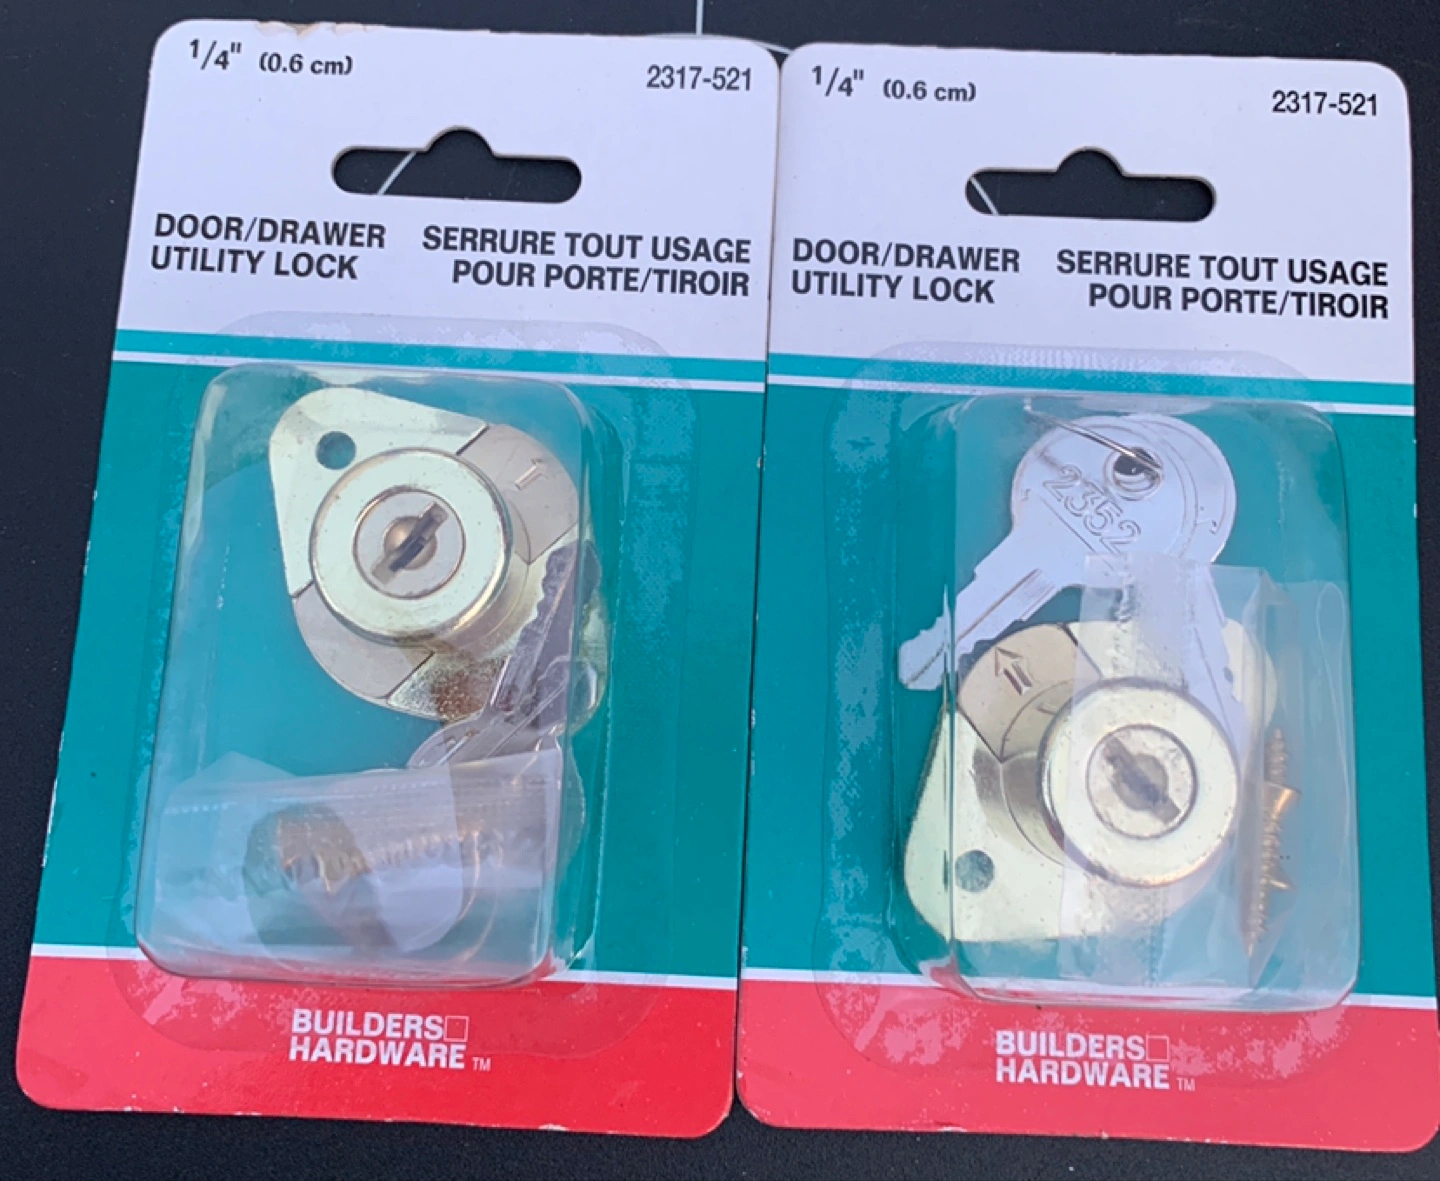 1/4" (0.6 cm)
2317-521
DOOR/DRAWER
UTILITY LOCK
SERRURE TOUT USAGE
POUR PORTE/TIROIR
BUILDERS
HARDWARE TM
1/4" (0.6 cm)
2317-521
DOOR/DRAWER
UTILITY LOCK
SERRURE TOUT USAGE
POUR PORTE/TIROIR
2352
BUILDERS
HARDWARE TM